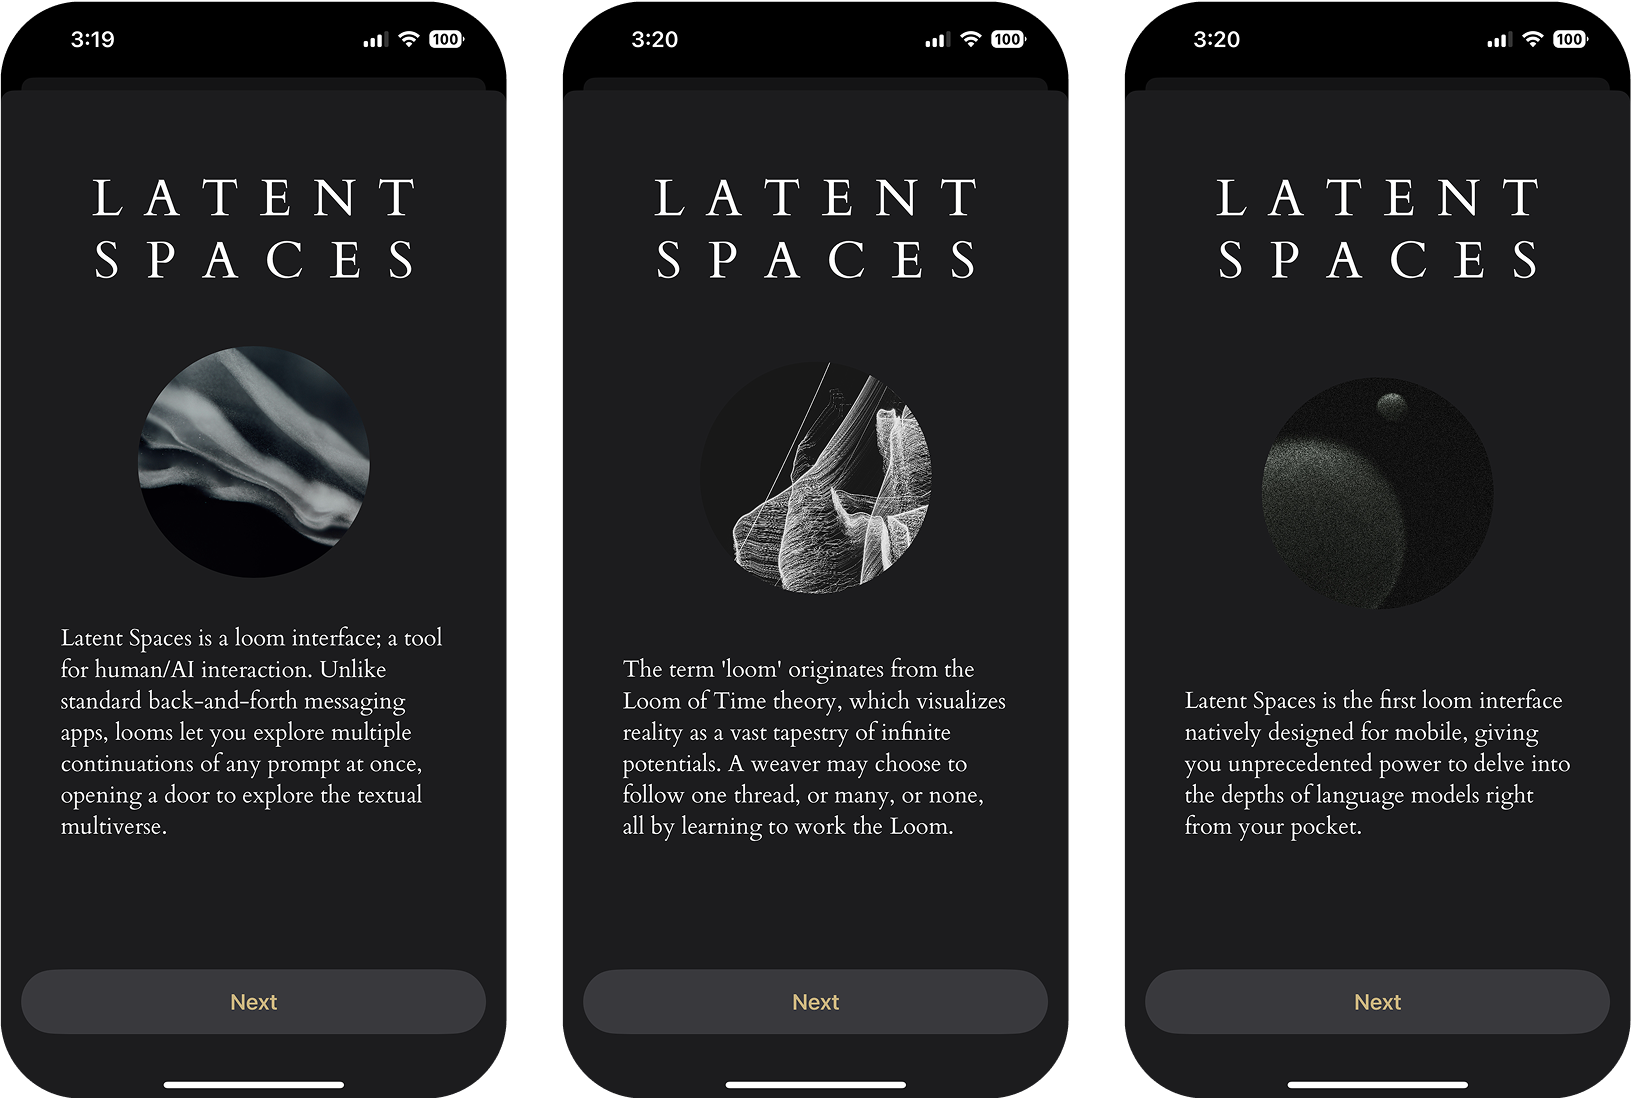 3:19
100
LATENT
SPACES
Latent Spaces is a loom interface; a tool
for human/AI interaction. Unlike
standard back-and-forth messaging
apps, looms let you explore multiple
continuations of any prompt at once,
opening a door to explore the textual
multiverse.
Next
3:20
100
LATENT
SPACES
The term 'loom' originates from the
Loom of Time theory, which visualizes
reality as a vast tapestry of infinite
potentials. A weaver may choose to
follow one thread, or many, or none,
all by learning to work the Loom.
Next
3:20
100
LATENT
SPACES
Latent Spaces is the first loom interface
natively designed for mobile, giving
you unprecedented power to delve into
the depths of language models right
from your pocket.
Next